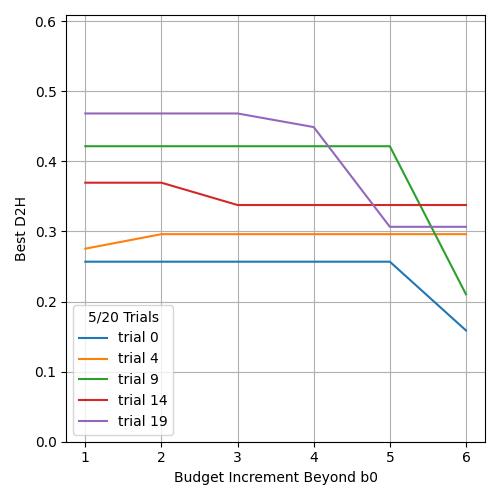 0.6
0.5
0.4
0.3
0.2
0.1
0.0
Best D2H
5/20 Trials
trial 0
trial 4
trial 9
trial 14
trial 19
1 2 3 4 5 6
Budget Increment Beyond b0